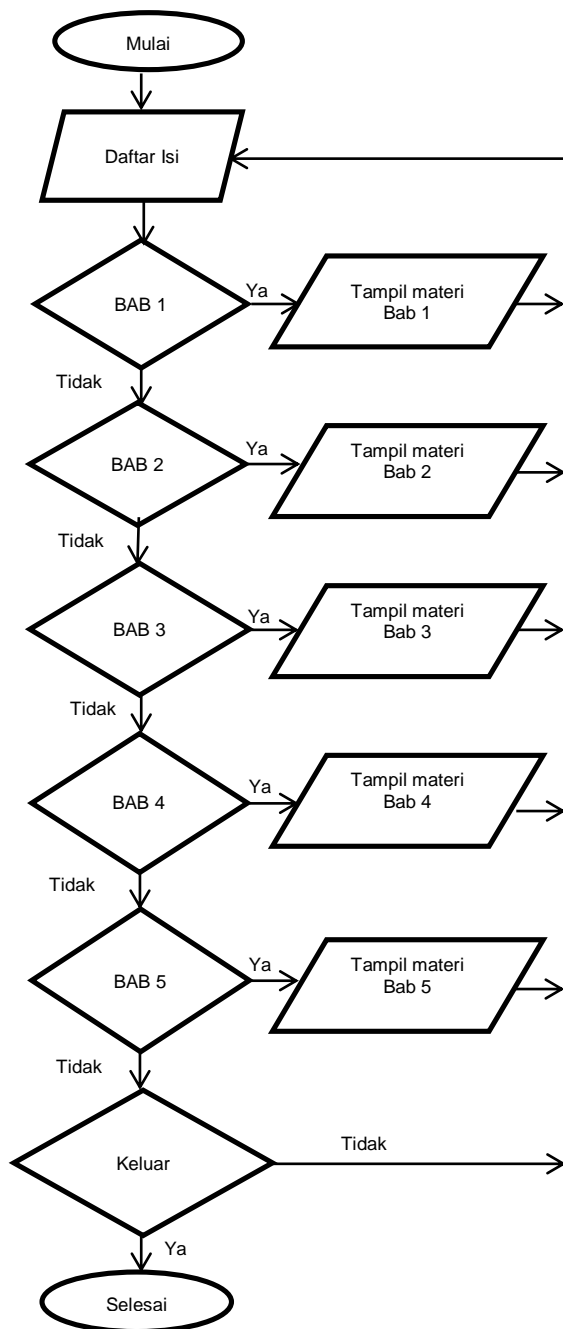 Mulai
Daftar Isi
BAB 1
Ya
Tampil materi
Bab 1
Tidak
BAB 2
Ya
Tampil materi
Bab 2
Tidak
BAB 3
Ya
Tampil materi
Bab 3
Tidak
BAB 4
Ya
Tampil materi
Bab 4
Tidak
BAB 5
Ya
Tampil materi
Bab 5
Tidak
Keluar
Tidak
Ya
Selesai